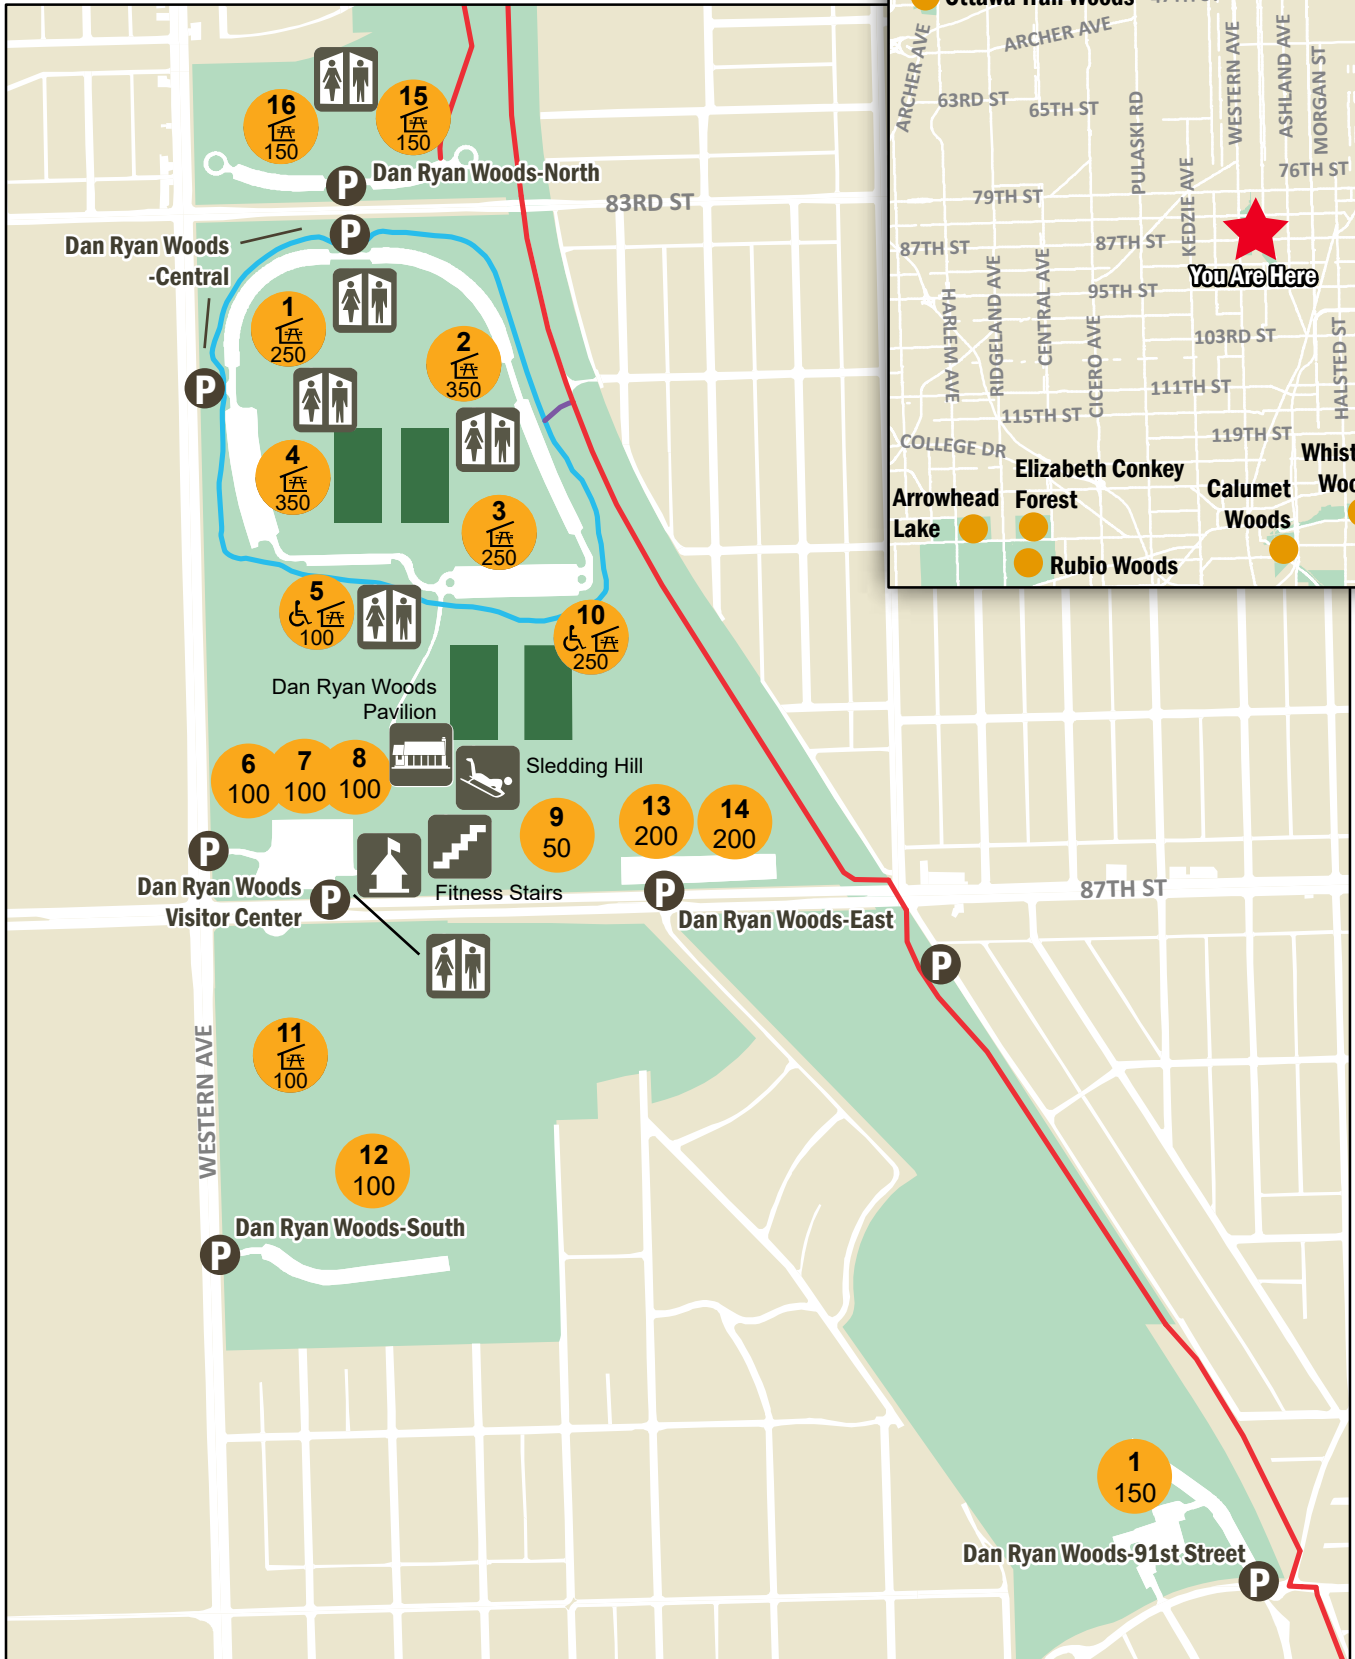 16
150
15
150
P
Dan Ryan Woods-North
83RD ST
Dan Ryan Woods
-Central
P
1
250
2
350
P
4
350
3
250
5
100
10
250
Dan Ryan Woods
Pavilion
Sledding Hill
6
100
7
100
8
100
9
50
13
200
14
200
P
Dan Ryan Woods
Visitor Center
P
Fitness Stairs
P
Dan Ryan Woods-East
87TH ST
P
WESTERN AVE
11
100
12
100
Dan Ryan Woods-South
P
1
150
Dan Ryan Woods-91st Street
P
ARCHER AVE
ARCHER AVE
63RD ST
65TH ST
PULASKI RD
WESTERN AVE
ASHLAND AVE
MORGAN ST
76TH ST
79TH ST
KEDZIE AVE
87TH ST
87TH ST
You Are Here
HARLEM AVE
RIDGELAND AVE
CENTRAL AVE
95TH ST
CICERO AVE
103RD ST
HALSTED ST
111TH ST
115TH ST
119TH ST
COLLEGE DR
Arrowhead
Lake
Elizabeth Conkey
Forest
Rubio Woods
Calumet
Woods